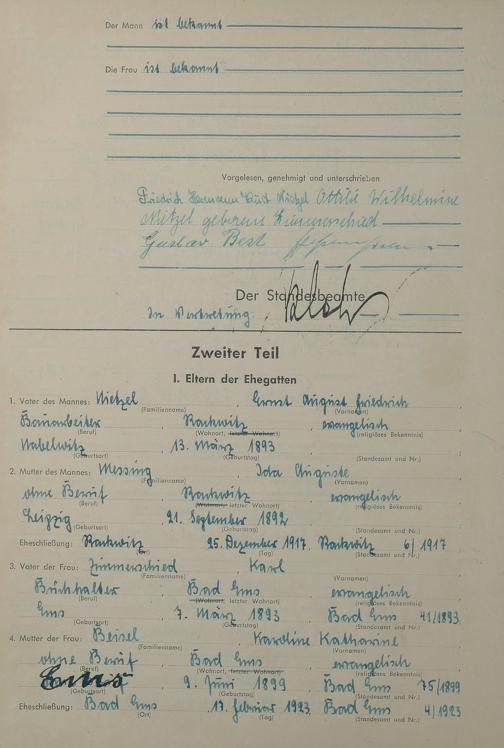 Der Mann ist bekannt
Die Frau ist bekannt
Vorgelesen, genehmigt und unterschrieben
Friedrich Hermann Kurt Nietzel Ottilie Wilhelmine
Nietzel geborene Zimmerschied
Gustav Best
Der Standesbeamte
In Vertretung:
Zweiter Teil
I. Eltern der Ehegatten
1. Vater des Mannes: Nietzel, Ernst August Friedrich
(Familienname) (Vornamen)
Bauarbeiter, Rackwitz, evangelisch
(Beruf) (Wohnort, letzter Wohnort) (religiöses Bekenntnis)
13. März 1893
(Geburtsort) (Geburtstag) (Standesamt und Nr.)
2. Mutter des Mannes: Messing, Ida Auguste
(Familienname) (Vornamen)
ohne Beruf, Rackwitz, evangelisch
(Wohnort, letzter Wohnort) (religiöses Bekenntnis)
Leipzig, 21. September 1892
(Geburtsort) (Geburtstag) (Standesamt und Nr.)
Eheschließung: Rackwitz, 25. Dezember 1917, Rackwitz 6/1917
(Ort) (Tag) (Standesamt und Nr.)
3. Vater der Frau: Zimmerschied, Karl
(Familienname) (Vornamen)
Buchhalter, Bad Ems, evangelisch
(Beruf) (Wohnort, letzter Wohnort) (religiöses Bekenntnis)
Ems, 7. März 1893, Bad Ems 41/1893
(Geburtsort) (Geburtstag) (Standesamt und Nr.)
4. Mutter der Frau: Beisel, Karoline Katharine
(Familienname) (Vornamen)
ohne Beruf, Bad Ems, evangelisch
(Beruf) (Wohnort, letzter Wohnort) (religiöses Bekenntnis)
Ems, 9. Juni 1899, Bad Ems 75/1899
(Geburtsort) (Geburtstag) (Standesamt und Nr.)
Eheschließung: Bad Ems, 17. Februar 1923, Bad Ems 4/1923
(Ort) (Tag) (Standesamt und Nr.)